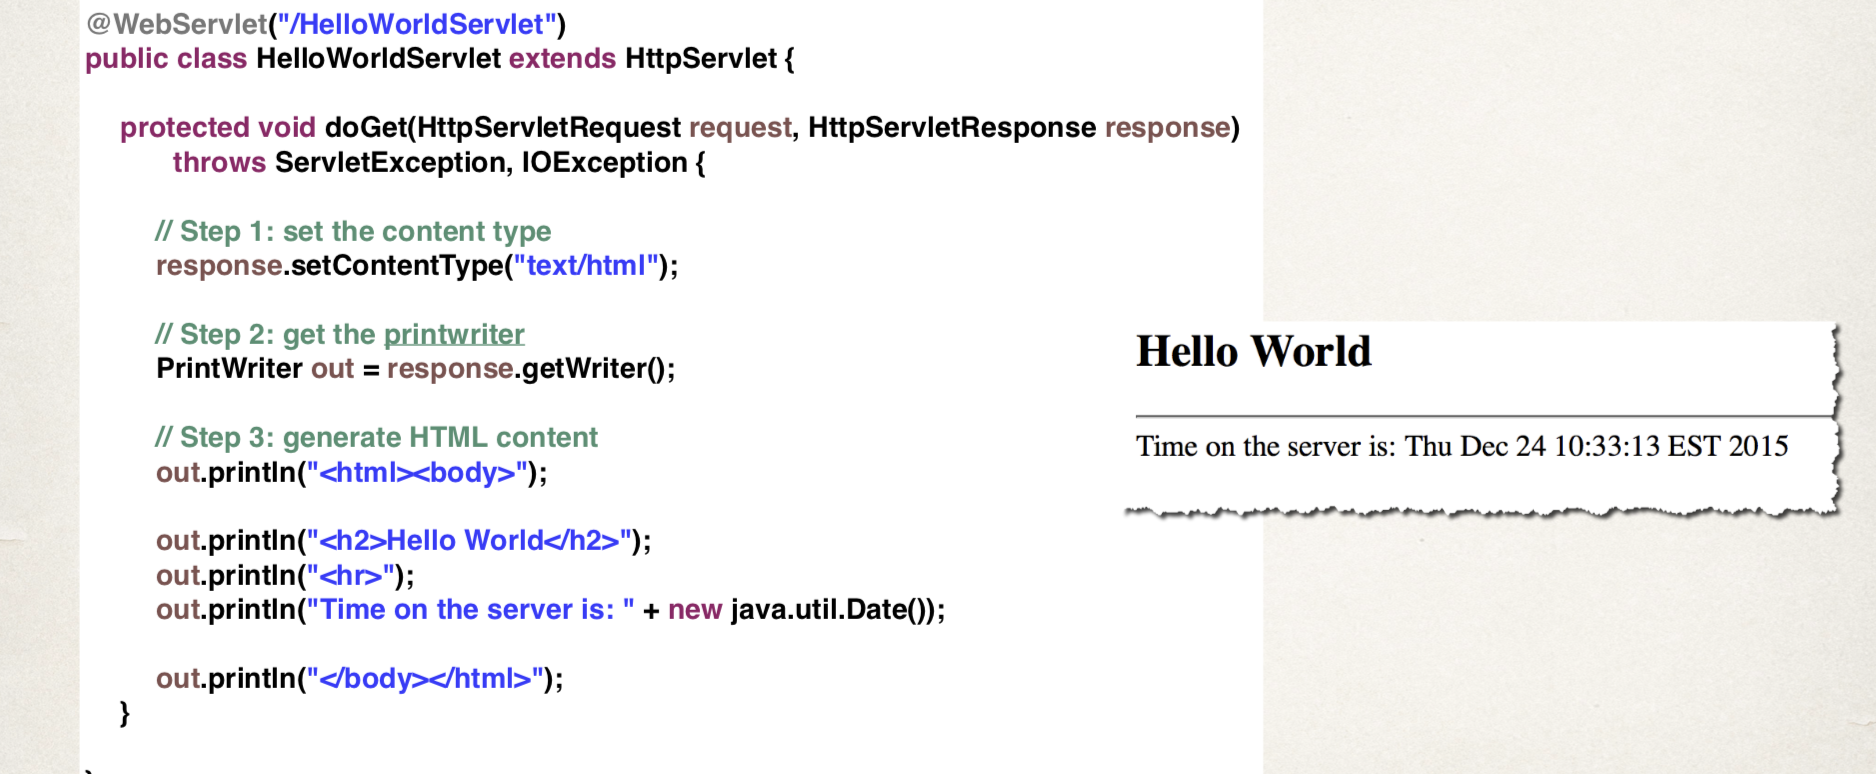 @WebServlet("/HelloWorldServlet")
public class HelloWorldServlet extends HttpServlet {
protected void doGet(HttpServletRequest request, HttpServletResponse response)
throws ServletException, IOException {
// Step 1: set the content type
response.setContentType("text/html");
// Step 2: get the printwriter
PrintWriter out = response.getWriter();
// Step 3: generate HTML content
out.println("<html><body>");
out.println("<h2>Hello World</h2>");
out.println("<hr>");
out.println("Time on the server is: " + new java.util.Date());
out.println("</body></html>");
}
Hello World
Time on the server is: Thu Dec 24 10:33:13 EST 2015